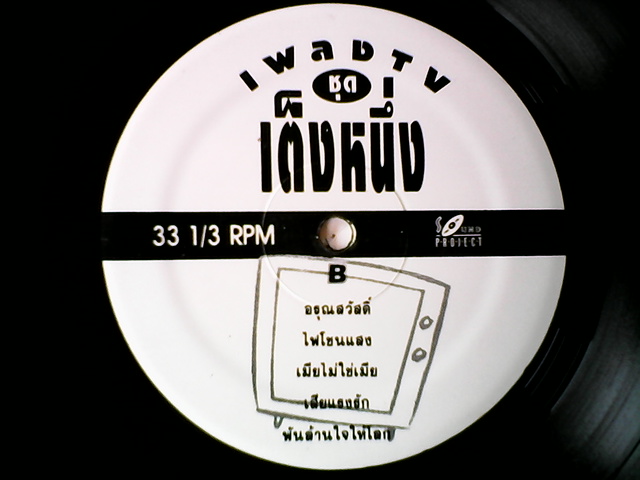 เพลงTV
ชุด
เต็งหนึ่ง
33 1/3 RPM
SOUND
PROJECT
B
อรุณสวัสดิ์
ไฟโชนแสง
เมียไม่ใช่เมีย
เสียแรงรัก
พันล้านใจให้โลก